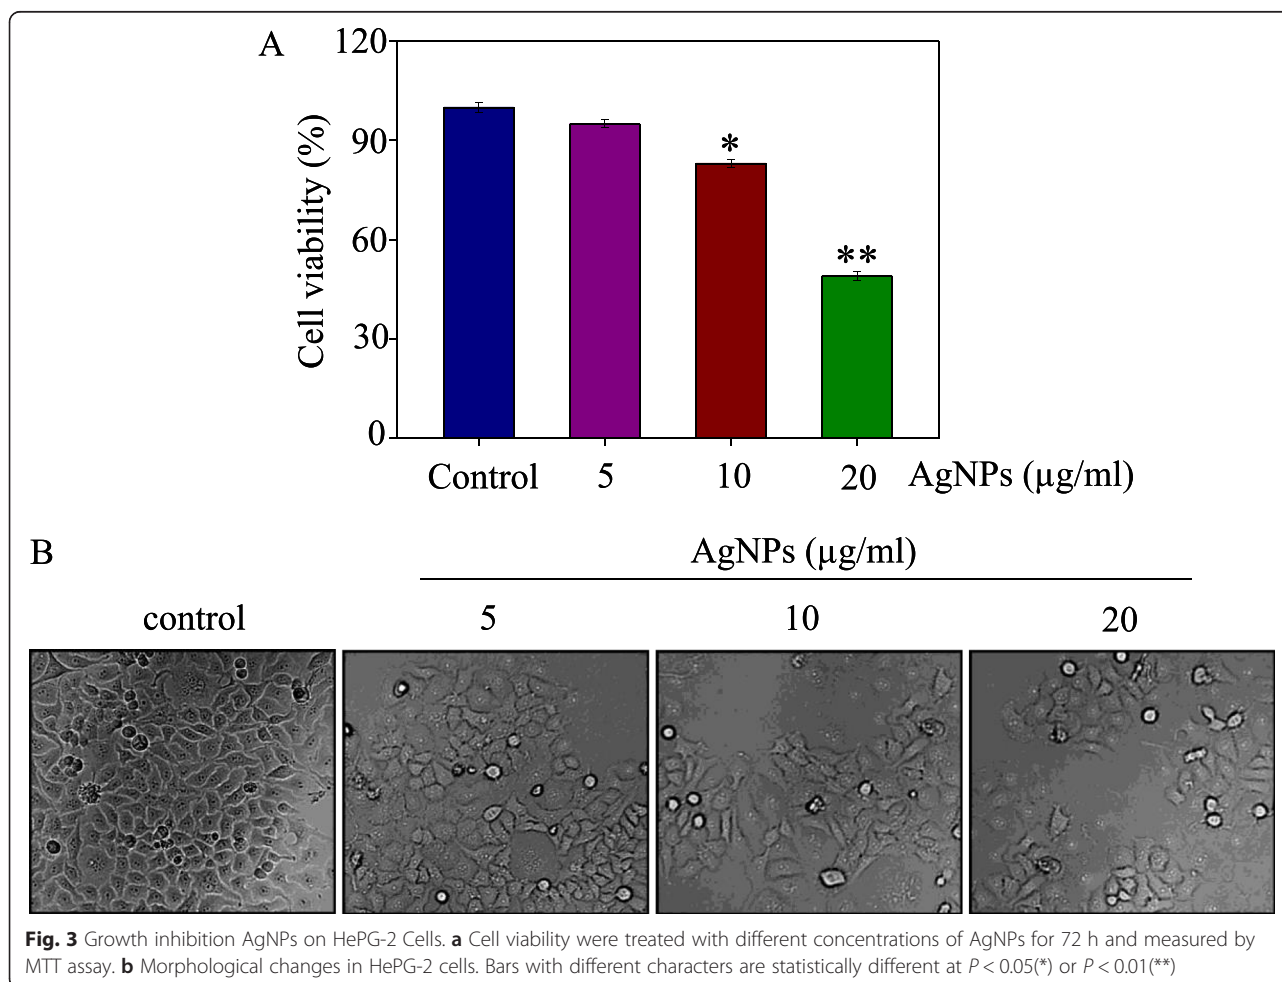 A
120
90
60
30
0
Cell viability (%)
*
**
Control 5 10 20 AgNPs (µg/ml)
B
AgNPs (µg/ml)
control 5 10 20
Fig. 3 Growth inhibition AgNPs on HePG-2 Cells. a Cell viability were treated with different concentrations of AgNPs for 72 h and measured by
MTT assay. b Morphological changes in HePG-2 cells. Bars with different characters are statistically different at P < 0.05(*) or P < 0.01(**)